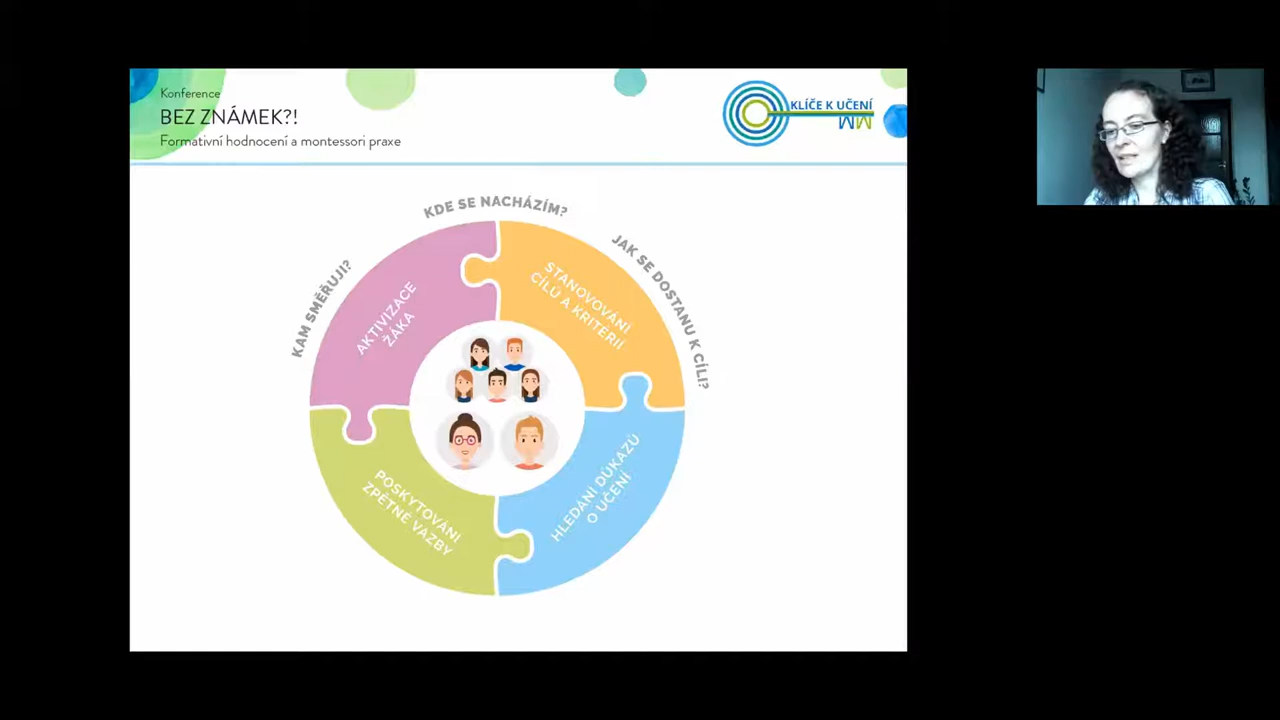 Konference
BEZ ZNÁMEK?!
Formativní hodnocení a montessori praxe
KLÍČE K UČENÍ
MM
KAM SMĚŘUJI?
KDE SE NACHÁZÍM?
JAK SE DOSTANU K CÍLI?
AKTIVIZACE
ŽÁKA
STANOVOVÁNÍ
CÍLŮ A KRITÉRIÍ
POSKYTOVÁNÍ
ZPĚTNÉ VAZBY
HLEDÁNÍ DŮKAZŮ
O UČENÍ